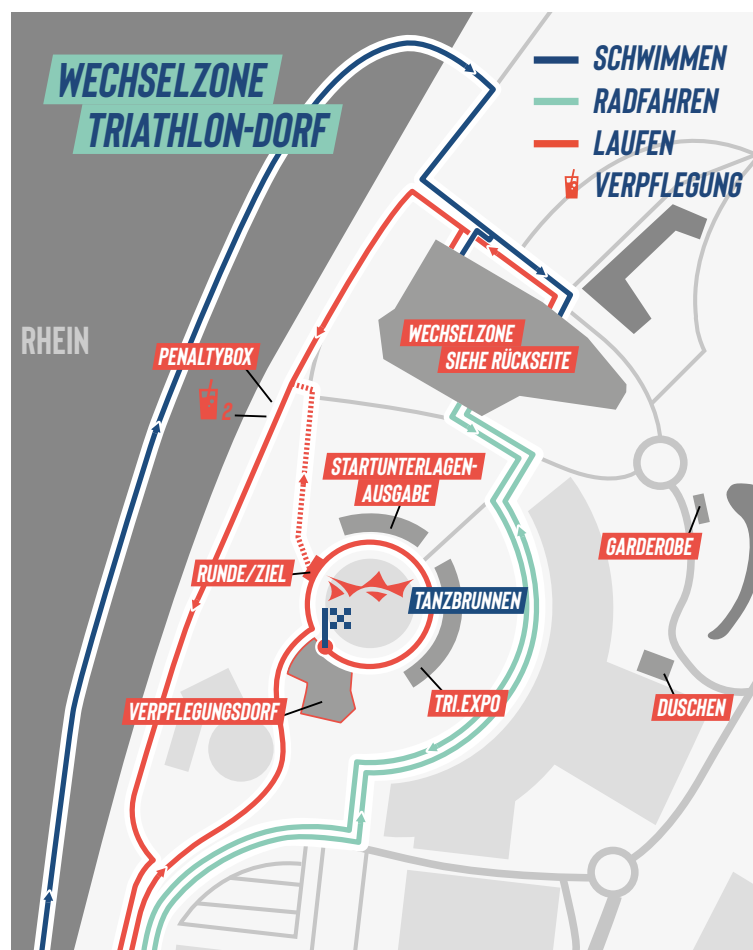 WECHSELZONE
TRIATHLON-DORF
SCHWIMMEN
RADFAHREN
LAUFEN
VERPFLEGUNG
RHEIN
PENALTYBOX
2
WECHSELZONE
SIEHE RÜCKSEITE
STARTUNTERLAGEN-
AUSGABE
GARDEROBE
RUNDE/ZIEL
TANZBRUNNEN
VERPFLEGUNGSDORF
TRI.EXPO
DUSCHEN